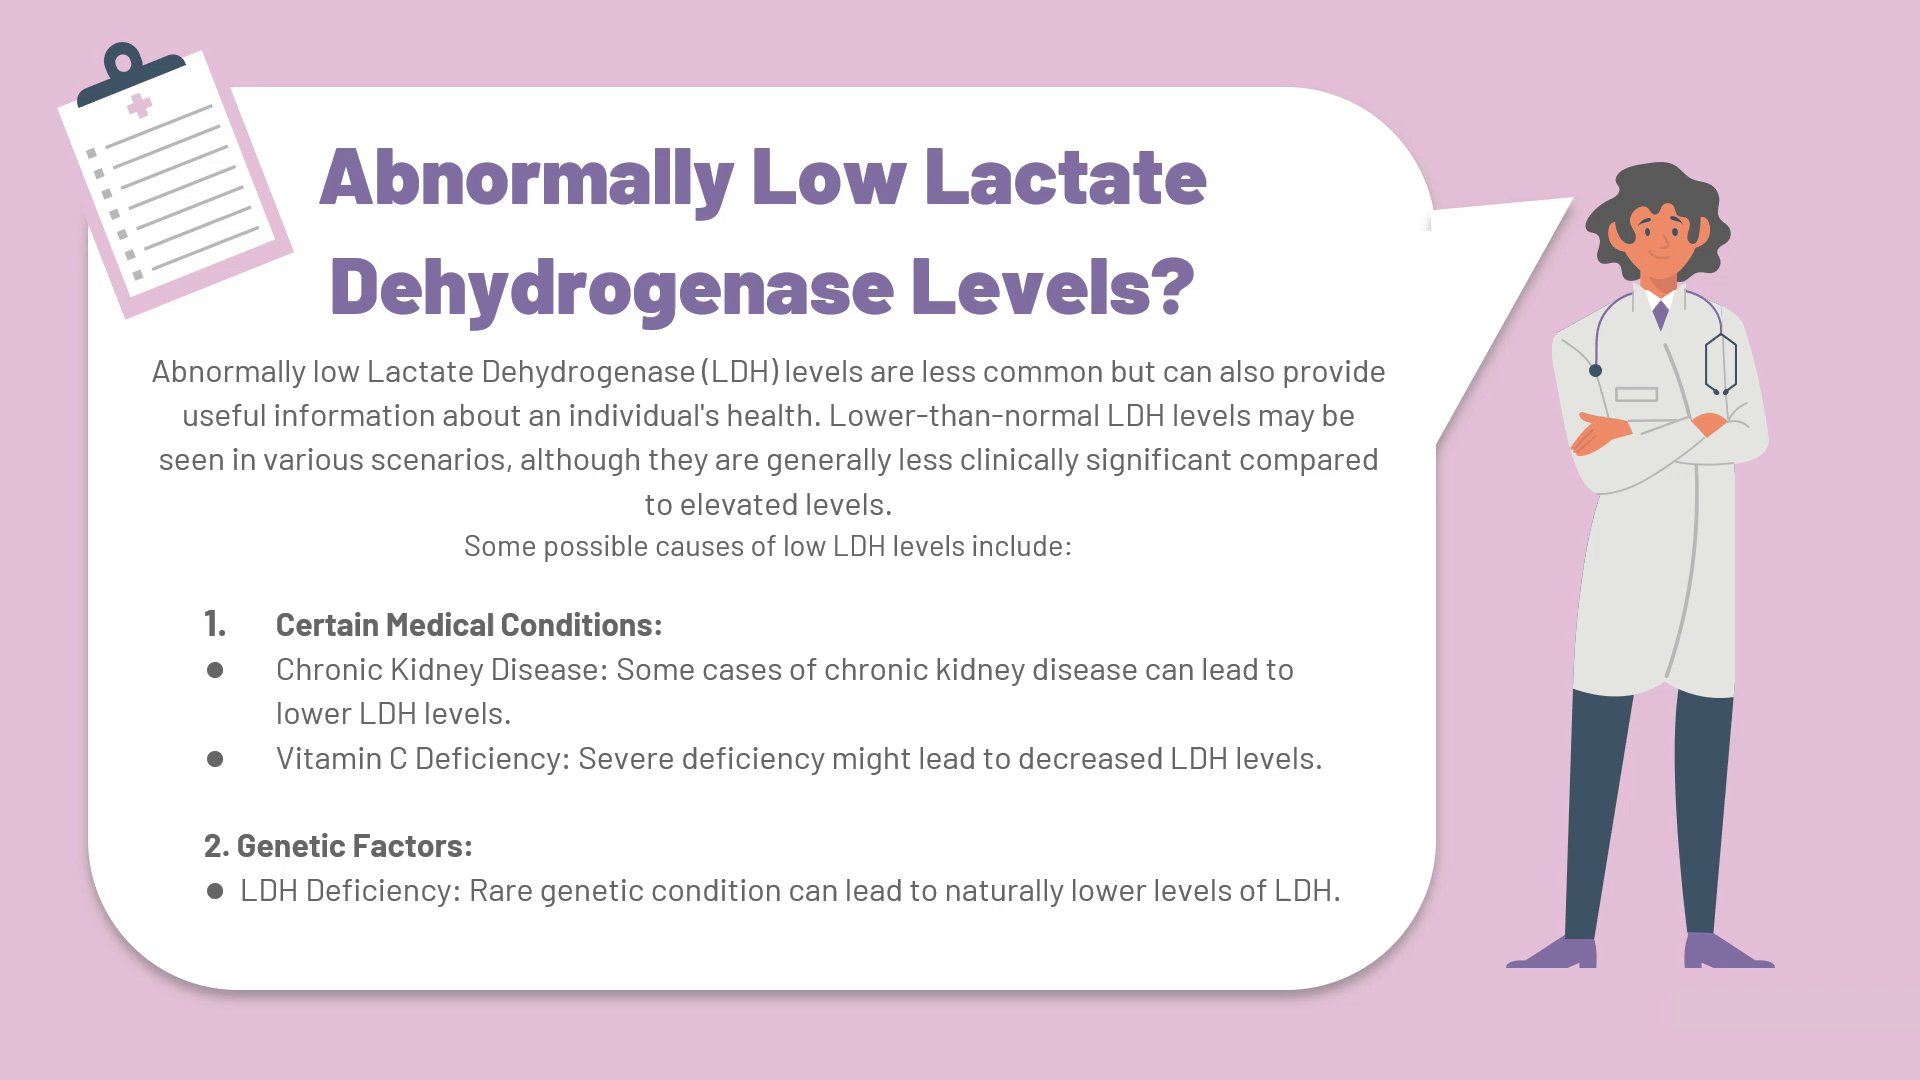 Abnormally Low Lactate
Dehydrogenase Levels?
Abnormally low Lactate Dehydrogenase (LDH) levels are less common but can also provide
useful information about an individual's health. Lower-than-normal LDH levels may be
seen in various scenarios, although they are generally less clinically significant compared
to elevated levels.
Some possible causes of low LDH levels include:
1. Certain Medical Conditions:
● Chronic Kidney Disease: Some cases of chronic kidney disease can lead to
lower LDH levels.
● Vitamin C Deficiency: Severe deficiency might lead to decreased LDH levels.
2. Genetic Factors:
● LDH Deficiency: Rare genetic condition can lead to naturally lower levels of LDH.